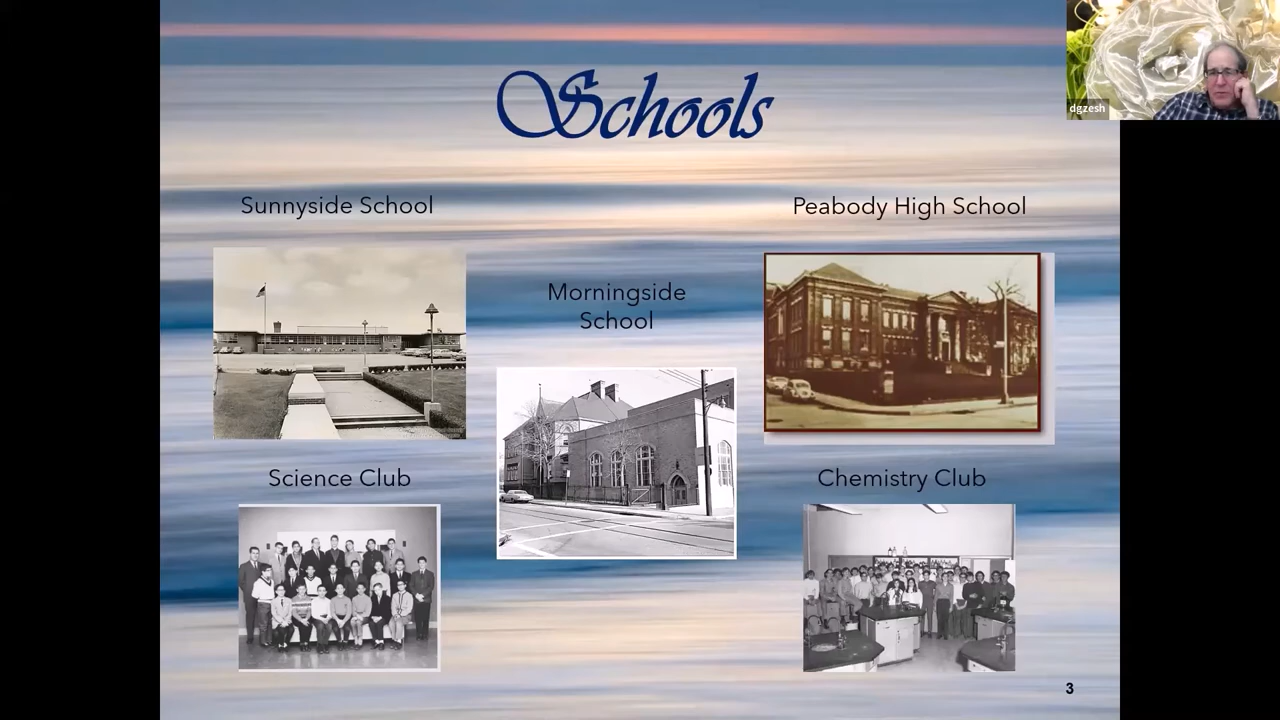 Schools
dgzesh
Sunnyside School
Peabody High School
Morningside
School
Science Club
Chemistry Club
3